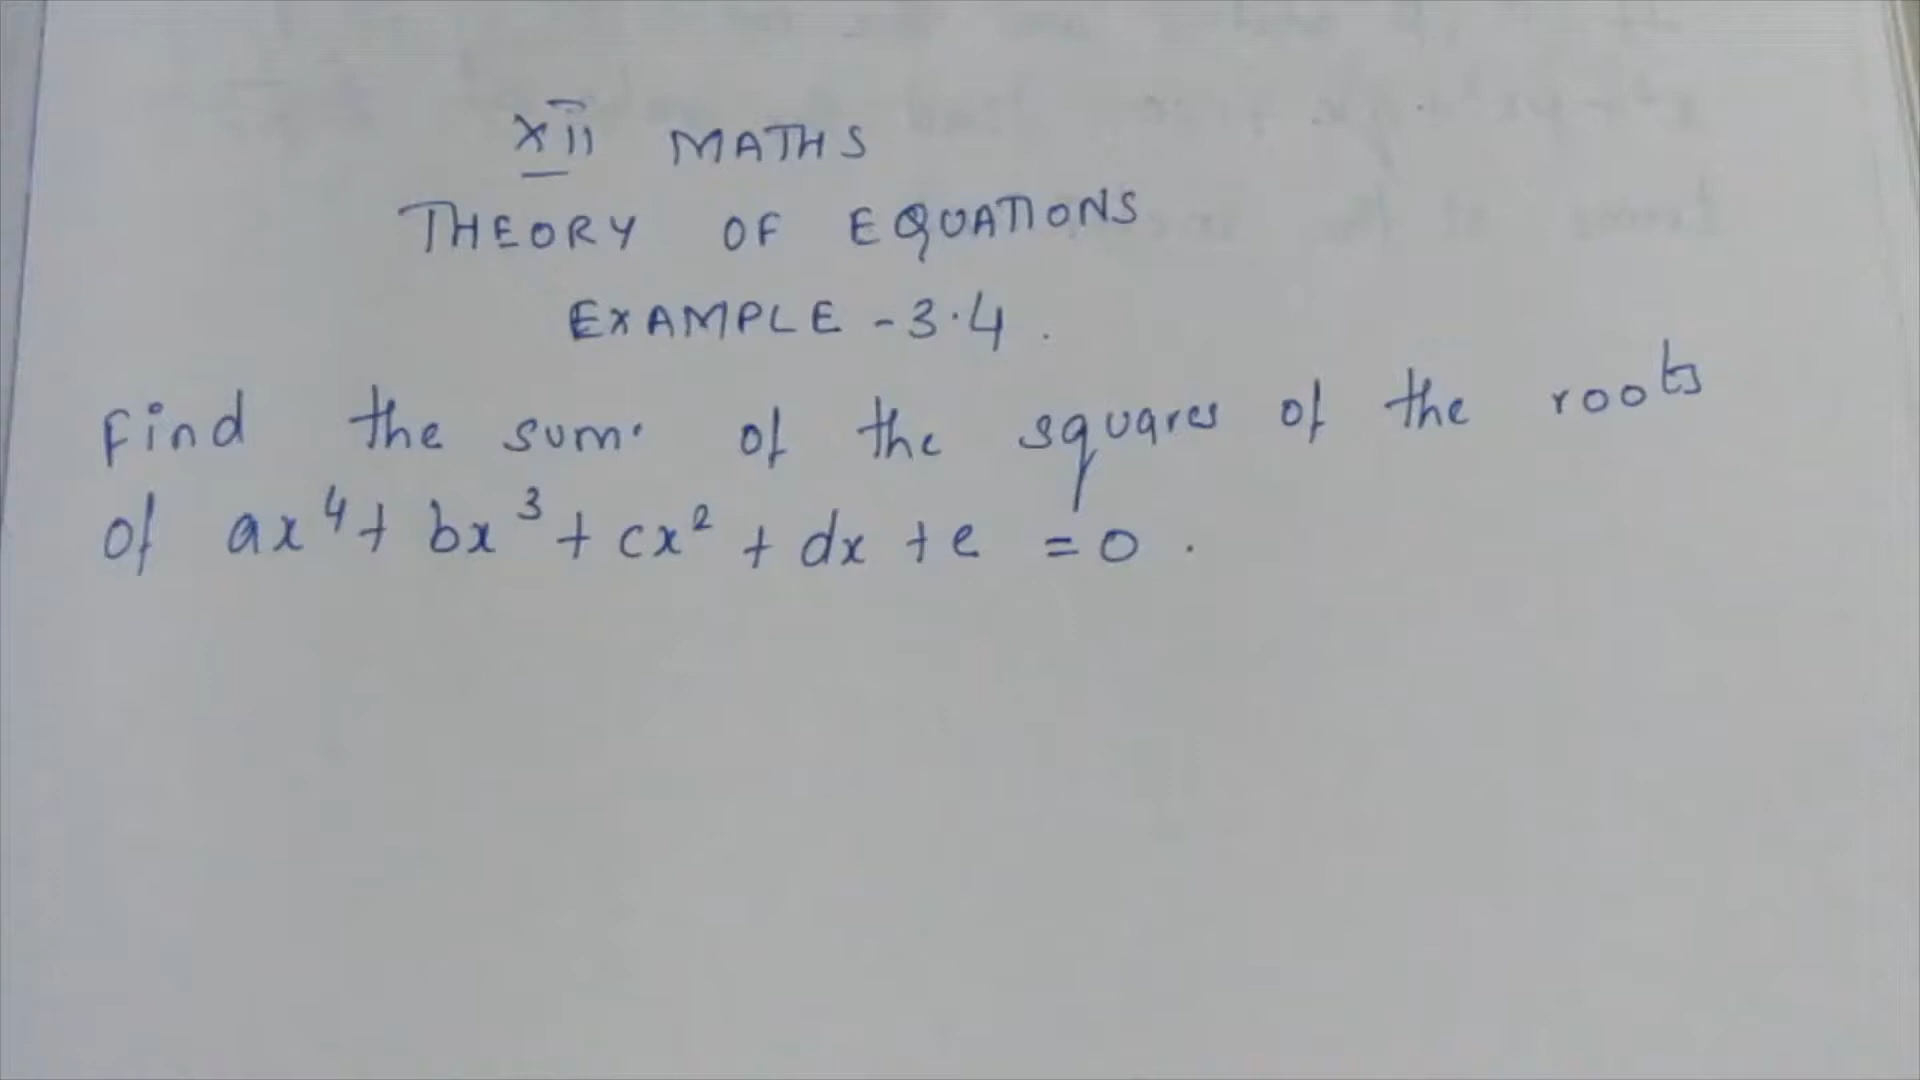 XII MATHS
THEORY OF EQUATIONS
EXAMPLE - 3.4.
Find the sum of the squares of the roots
of ax⁴ + bx³ + cx² + dx + e = 0.